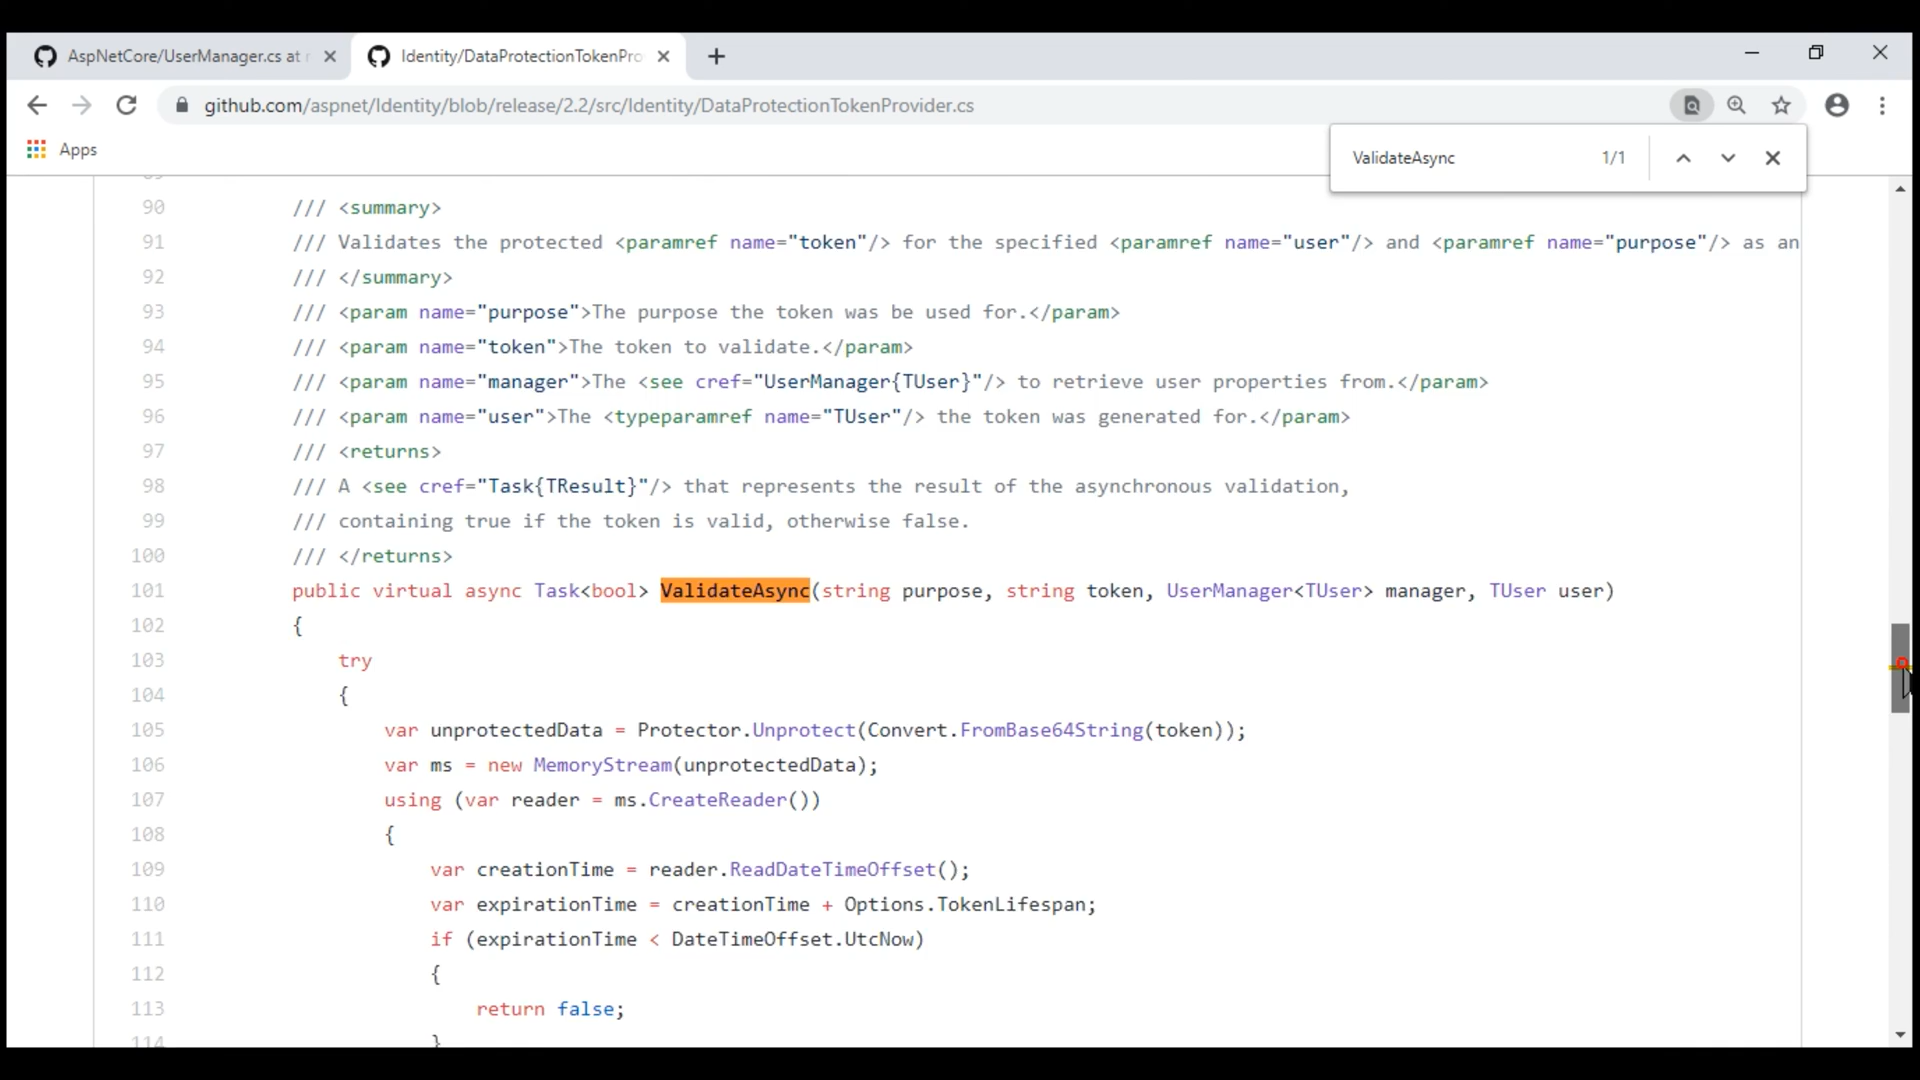 AspNetCore/UserManager.cs at
Identity/DataProtectionTokenPro
github.com/aspnet/Identity/blob/release/2.2/src/Identity/DataProtectionTokenProvider.cs
Apps
ValidateAsync 1/1
90 /// <summary>
91 /// Validates the protected <paramref name="token"/> for the specified <paramref name="user"/> and <paramref name="purpose"/> as an
92 /// </summary>
93 /// <param name="purpose">The purpose the token was be used for.</param>
94 /// <param name="token">The token to validate.</param>
95 /// <param name="manager">The <see cref="UserManager{TUser}"/> to retrieve user properties from.</param>
96 /// <param name="user">The <typeparamref name="TUser"/> the token was generated for.</param>
97 /// <returns>
98 /// A <see cref="Task{TResult}"/> that represents the result of the asynchronous validation,
99 /// containing true if the token is valid, otherwise false.
100 /// </returns>
101 public virtual async Task<bool> ValidateAsync(string purpose, string token, UserManager<TUser> manager, TUser user)
102 {
103 try
104 {
105 var unprotectedData = Protector.Unprotect(Convert.FromBase64String(token));
106 var ms = new MemoryStream(unprotectedData);
107 using (var reader = ms.CreateReader())
108 {
109 var creationTime = reader.ReadDateTimeOffset();
110 var expirationTime = creationTime + Options.TokenLifespan;
111 if (expirationTime < DateTimeOffset.UtcNow)
112 {
113 return false;
114 }